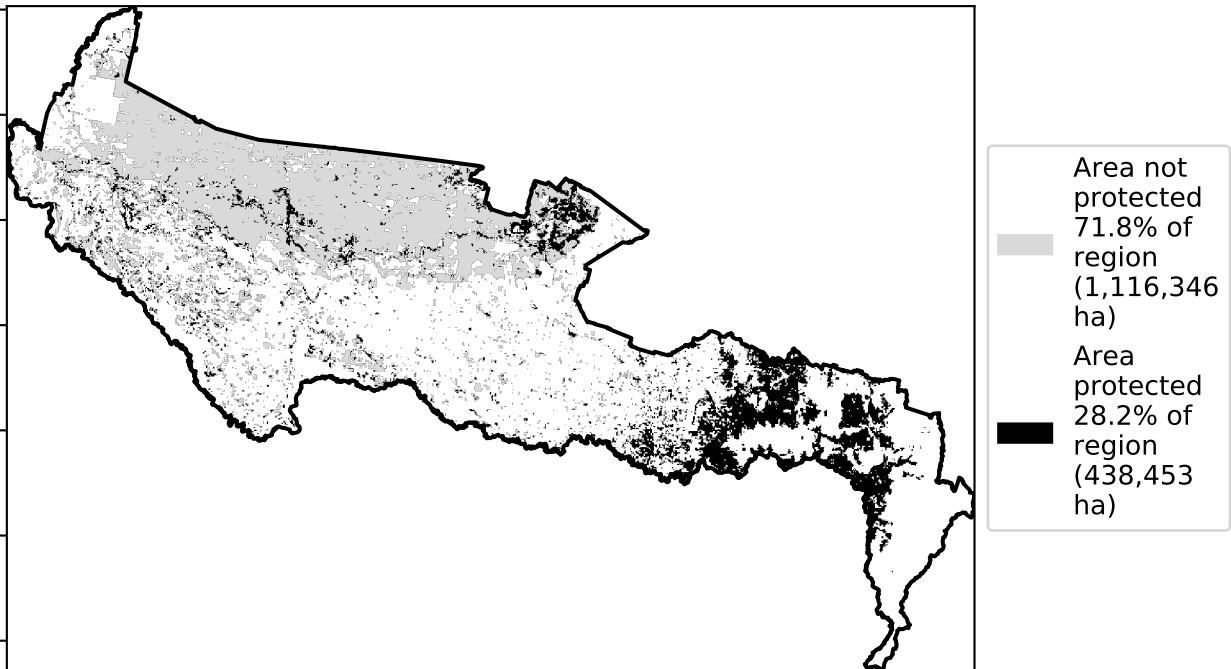 Area not
protected
71.8% of
region
(1,116,346
ha)
Area
protected
28.2% of
region
(438,453
ha)